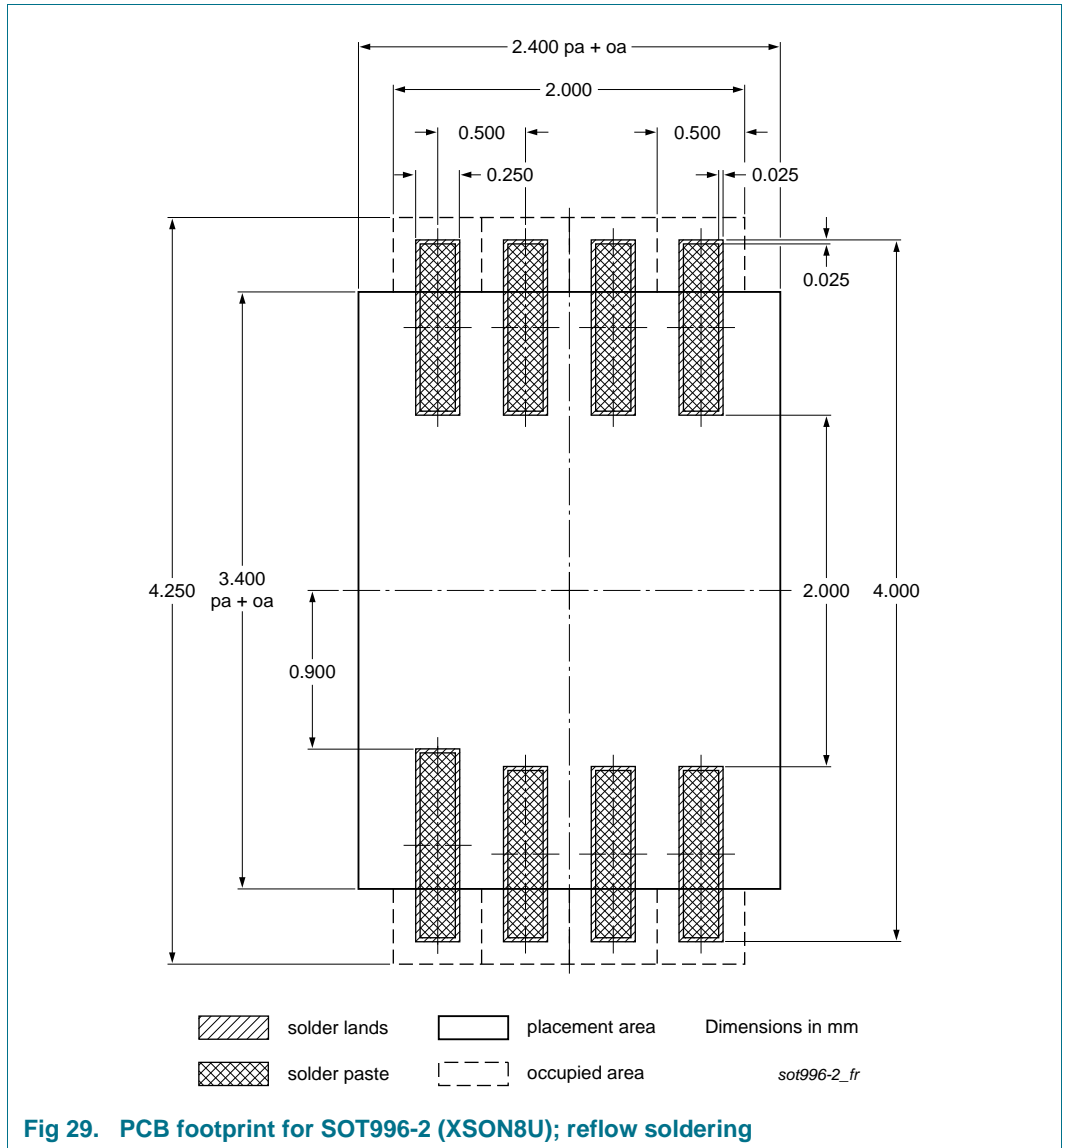 2.400 pa + oa
2.000
0.500
0.500
0.250
0.025
0.025
4.250
3.400
pa + oa
2.000
4.000
0.900
solder lands
placement area
Dimensions in mm
solder paste
occupied area
sot996-2_fr
Fig 29. PCB footprint for SOT996-2 (XSON8U); reflow soldering